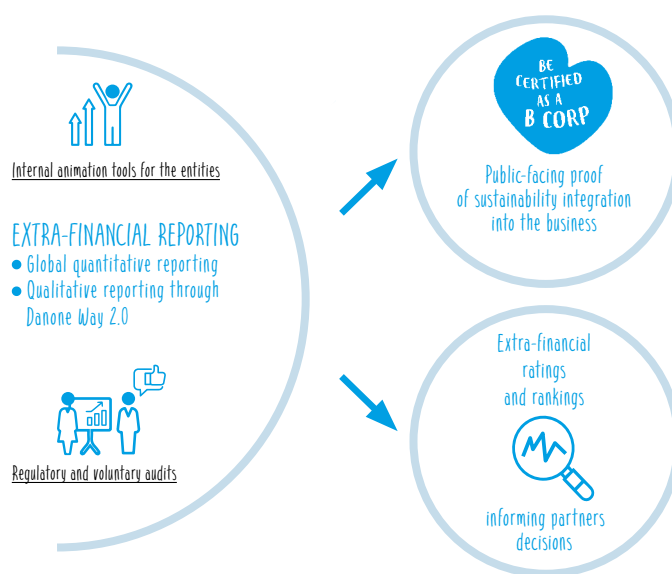 Internal animation tools for the entities
EXTRA-FINANCIAL REPORTING
• Global quantitative reporting
• Qualitative reporting through
Danone Way 2.0
Regulatory and voluntary audits
BE
CERTIFIED
AS A
B CORP
Public-facing proof
of sustainability integration
into the business
Extra-financial
ratings
and rankings
informing partners
decisions